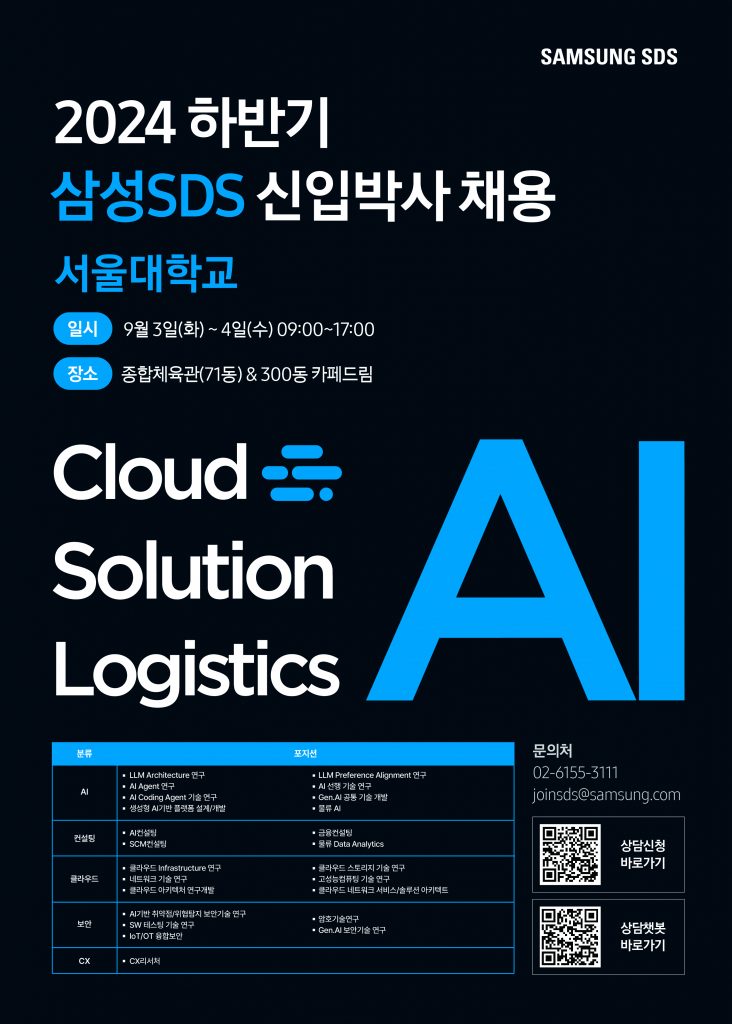 SAMSUNG SDS
2024 하반기
삼성SDS 신입박사 채용
서울대학교
일시 9월 3일(화) ~ 4일(수) 09:00~17:00
장소 종합체육관(71동) & 300동 카페드림
Cloud
Solution
Logistics
AI
분류 포지션
AI
▪ LLM Architecture 연구 ▪ LLM Preference Alignment 연구
▪ AI Agent 연구 ▪ AI 선행 기술 연구
▪ AI Coding Agent 기술 연구 ▪ Gen.AI 공통 기술 개발
▪ 생성형 AI기반 플랫폼 설계/개발 ▪ 물류 AI
컨설팅
▪ AI컨설팅 ▪ 금융컨설팅
▪ SCM컨설팅 ▪ 물류 Data Analytics
클라우드
▪ 클라우드 Infrastructure 연구 ▪ 클라우드 스토리지 기술 연구
▪ 네트워크 기술 연구 ▪ 고성능컴퓨팅 기술 연구
▪ 클라우드 아키텍처 연구개발 ▪ 클라우드 네트워크 서비스/솔루션 아키텍트
보안
▪ AI기반 취약점/위협탐지 보안기술 연구 ▪ 암호기술연구
▪ SW 테스팅 기술 연구 ▪ Gen.AI 보안기술 연구
▪ IoT/OT 융합보안
CX ▪ CX리서처
문의처
02-6155-3111
joinsds@samsung.com
상담신청
바로가기
상담챗봇
바로가기